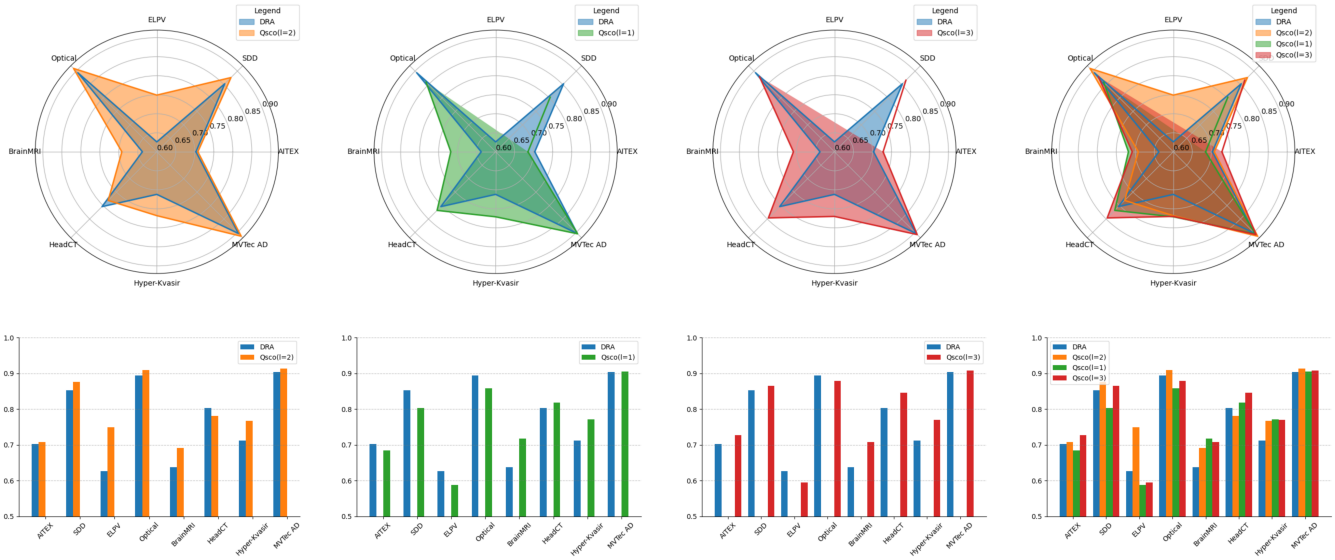 ELPV
Legend
DRA
Qsco(l=2)
Optical
SDD
0.90
0.85
0.80
0.75
0.70
0.65
0.60
BrainMRI
AITEX
HeadCT
MVTec AD
Hyper-Kvasir
ELPV
Legend
DRA
Qsco(l=1)
Optical
SDD
0.90
0.85
0.80
0.75
0.70
0.65
0.60
BrainMRI
AITEX
HeadCT
MVTec AD
Hyper-Kvasir
ELPV
Legend
DRA
Qsco(l=3)
Optical
SDD
0.90
0.85
0.80
0.75
0.70
0.65
0.60
BrainMRI
AITEX
HeadCT
MVTec AD
Hyper-Kvasir
ELPV
Legend
DRA
Qsco(l=2)
Qsco(l=1)
Qsco(l=3)
Optical
SDD
0.90
0.85
0.80
0.75
0.70
0.65
0.60
BrainMRI
AITEX
HeadCT
MVTec AD
Hyper-Kvasir
1.0
0.9
0.8
0.7
0.6
0.5
DRA
Qsco(l=2)
AITEX
SDD
ELPV
Optical
BrainMRI
HeadCT
Hyper-Kvasir
MVTec AD
1.0
0.9
0.8
0.7
0.6
0.5
DRA
Qsco(l=1)
AITEX
SDD
ELPV
Optical
BrainMRI
HeadCT
Hyper-Kvasir
MVTec AD
1.0
0.9
0.8
0.7
0.6
0.5
DRA
Qsco(l=3)
AITEX
SDD
ELPV
Optical
BrainMRI
HeadCT
Hyper-Kvasir
MVTec AD
1.0
0.9
0.8
0.7
0.6
0.5
DRA
Qsco(l=2)
Qsco(l=1)
Qsco(l=3)
AITEX
SDD
ELPV
Optical
BrainMRI
HeadCT
Hyper-Kvasir
MVTec AD